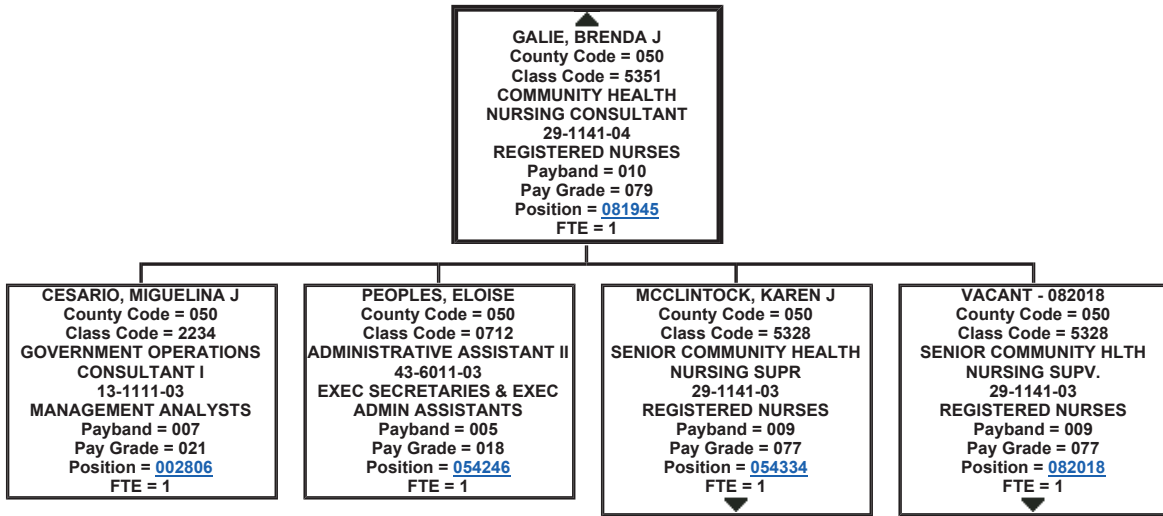 GALIE, BRENDA J
County Code = 050
Class Code = 5351
COMMUNITY HEALTH
NURSING CONSULTANT
29-1141-04
REGISTERED NURSES
Payband = 010
Pay Grade = 079
Position = 081945
FTE = 1
CESARIO, MIGUELINA J
County Code = 050
Class Code = 2234
GOVERNMENT OPERATIONS
CONSULTANT I
13-1111-03
MANAGEMENT ANALYSTS
Payband = 007
Pay Grade = 021
Position = 002806
FTE = 1
PEOPLES, ELOISE
County Code = 050
Class Code = 0712
ADMINISTRATIVE ASSISTANT II
43-6011-03
EXEC SECRETARIES & EXEC
ADMIN ASSISTANTS
Payband = 005
Pay Grade = 018
Position = 054246
FTE = 1
MCCLINTOCK, KAREN J
County Code = 050
Class Code = 5328
SENIOR COMMUNITY HEALTH
NURSING SUPR
29-1141-03
REGISTERED NURSES
Payband = 009
Pay Grade = 077
Position = 054334
FTE = 1
VACANT - 082018
County Code = 050
Class Code = 5328
SENIOR COMMUNITY HLTH
NURSING SUPV.
29-1141-03
REGISTERED NURSES
Payband = 009
Pay Grade = 077
Position = 082018
FTE = 1